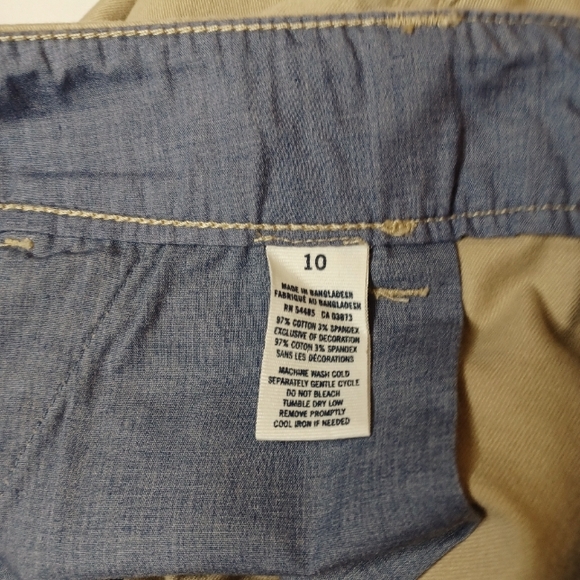 10
MADE IN BANGLADESH
FABRIQUÉ AU BANGLADESH
RN 54485 CA 03873
97% COTTON 3% SPANDEX
EXCLUSIVE OF DECORATION
97% COTON 3% SPANDEX
SANS LES DÉCORATIONS
MACHINE WASH COLD
SEPARATELY GENTLE CYCLE
DO NOT BLEACH
TUMBLE DRY LOW
REMOVE PROMPTLY
COOL IRON IF NEEDED